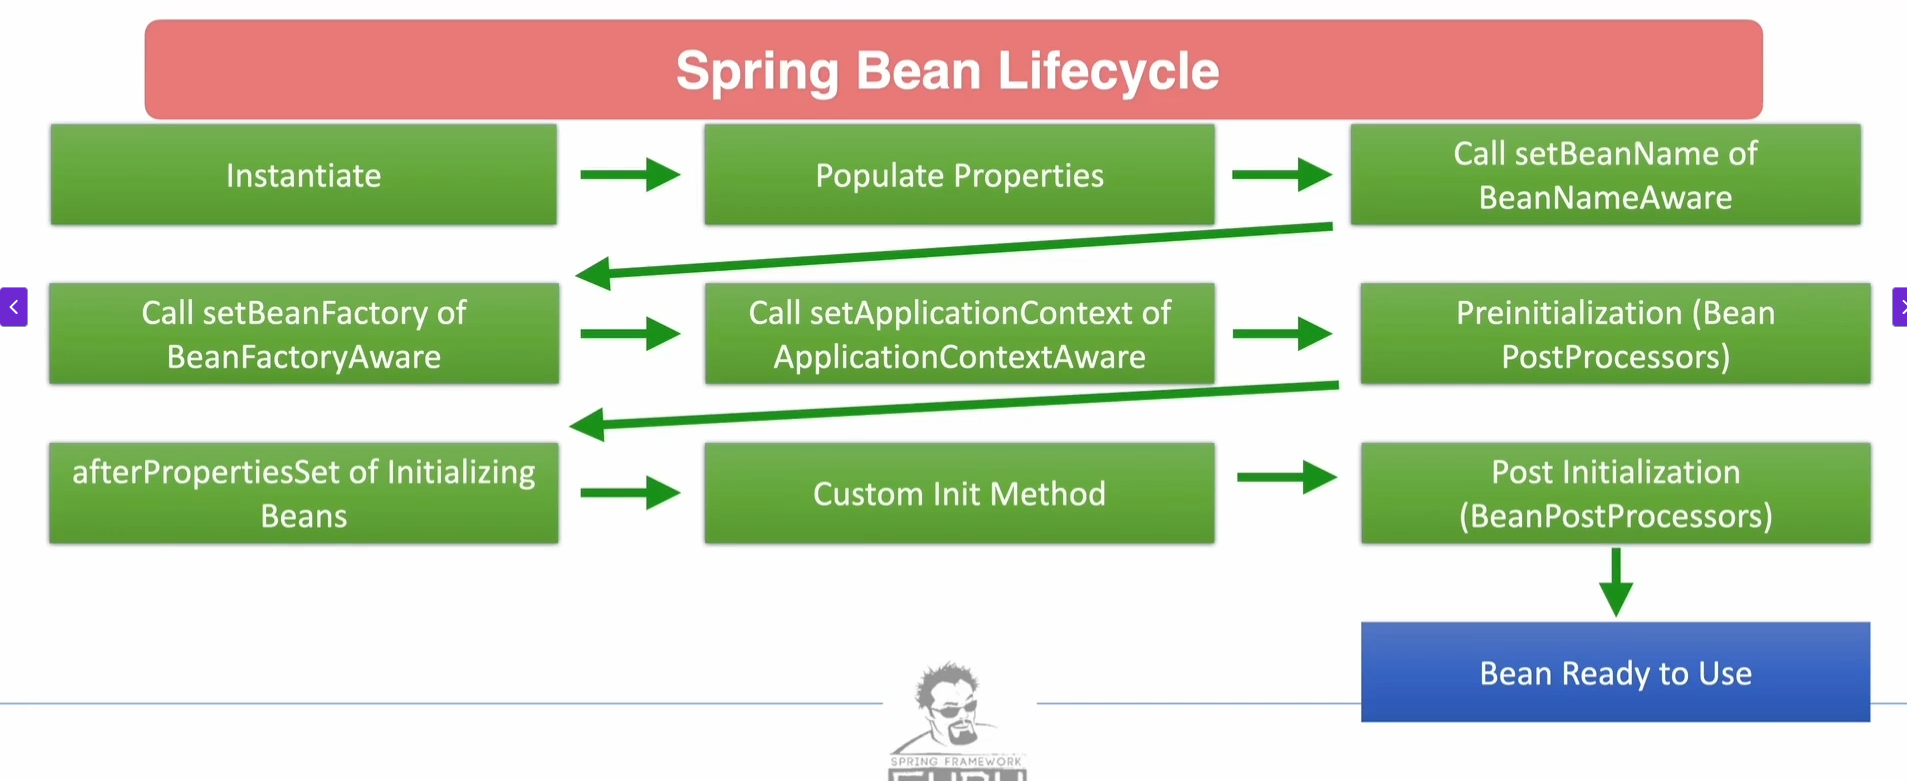 Spring Bean Lifecycle
Instantiate
Populate Properties
Call setBeanName of
BeanNameAware
Call setBeanFactory of
BeanFactoryAware
Call setApplicationContext of
ApplicationContextAware
Preinitialization (Bean
PostProcessors)
afterPropertiesSet of Initializing
Beans
Custom Init Method
Post Initialization
(BeanPostProcessors)
Bean Ready to Use
SPRING FRAMEWORK